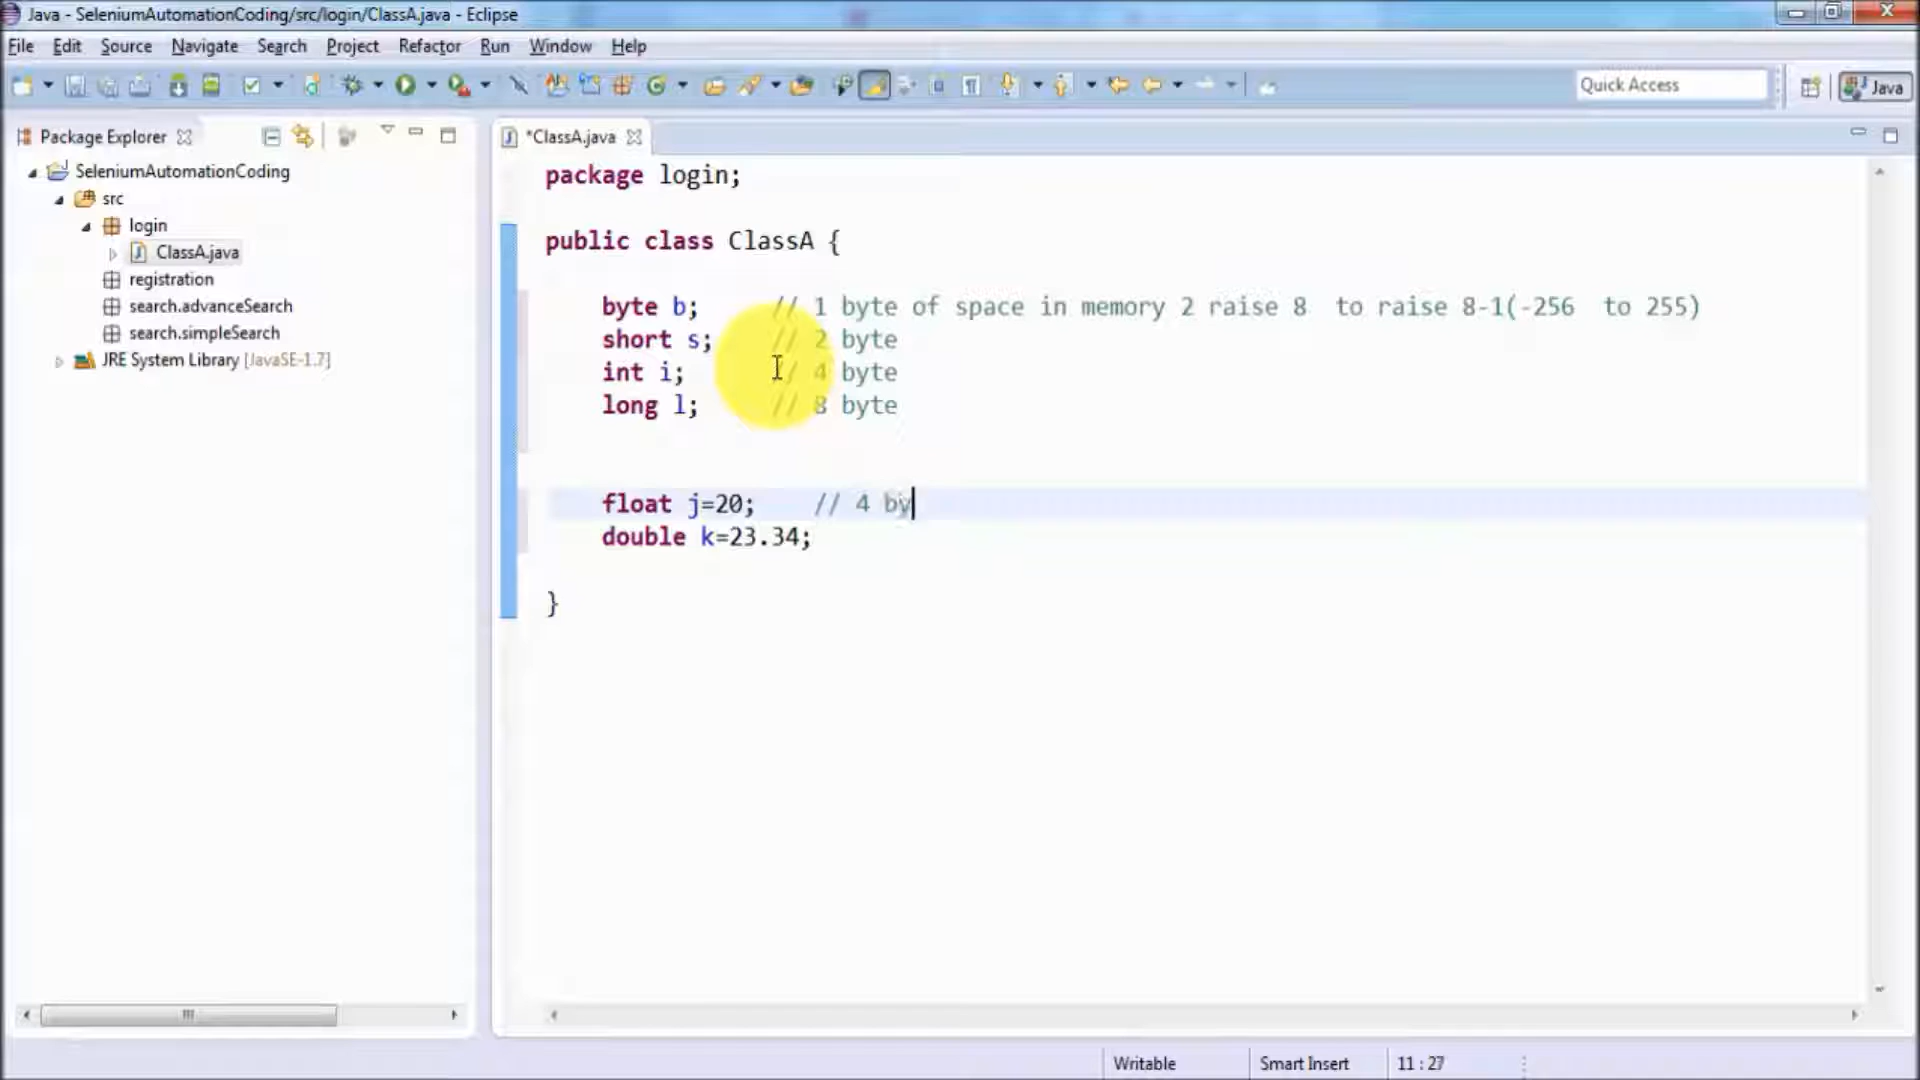 Java - SeleniumAutomationCoding/src/login/ClassA.java - Eclipse
File Edit Source Navigate Search Project Refactor Run Window Help
Quick Access
Java
Package Explorer
*ClassA.java
SeleniumAutomationCoding
src
login
ClassA.java
registration
search.advanceSearch
search.simpleSearch
JRE System Library [JavaSE-1.7]
package login;
public class ClassA {
byte b; // 1 byte of space in memory 2 raise 8 to raise 8-1(-256 to 255)
short s; // 2 byte
int i; // 4 byte
long l; // 8 byte
float j=20; // 4 by
double k=23.34;
}
Writable
Smart Insert
11 : 27